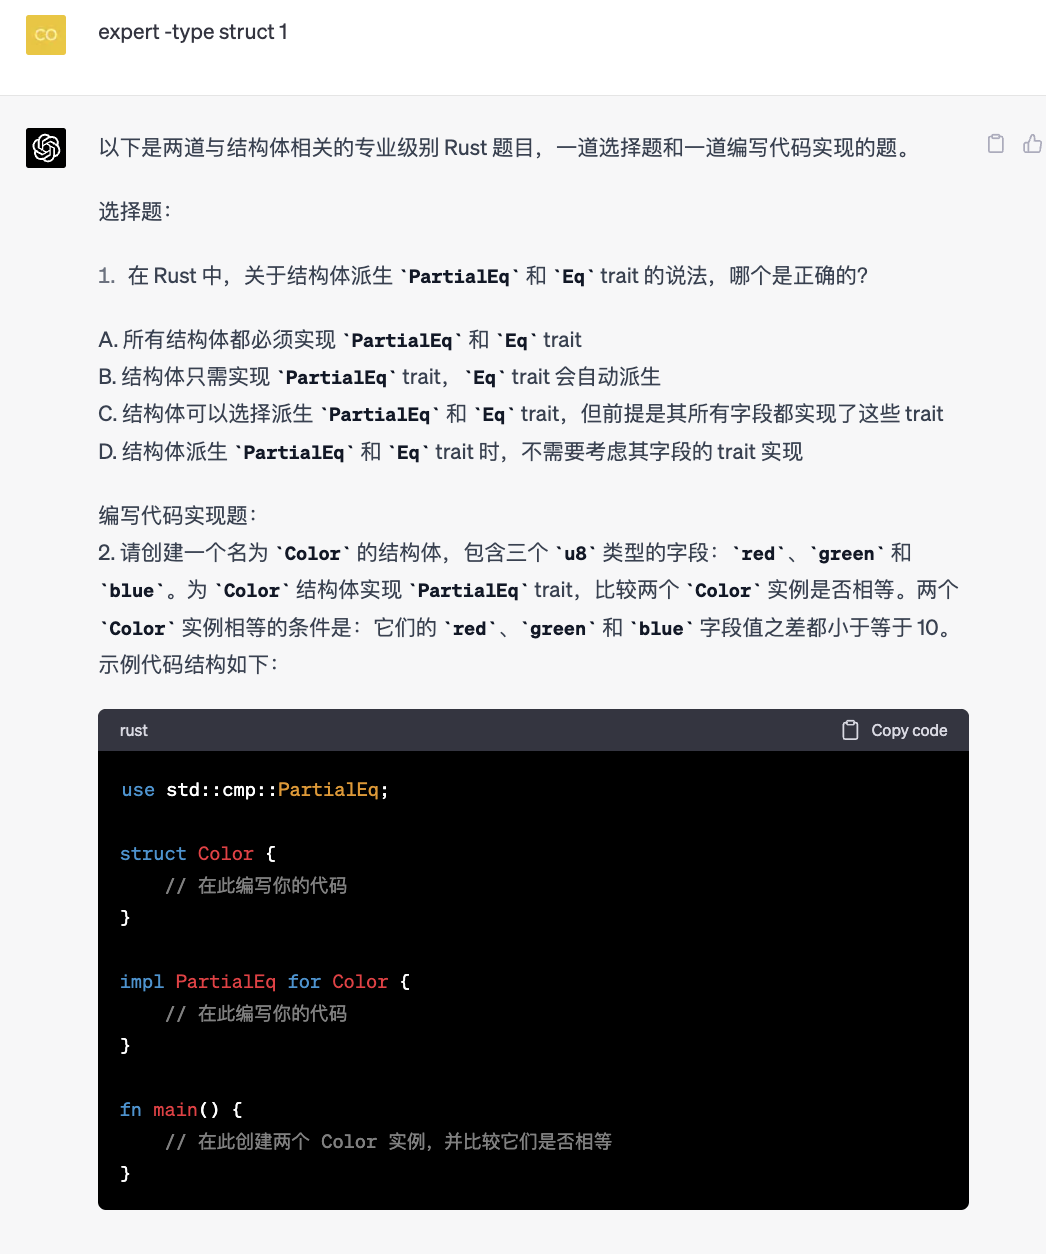 CO
expert -type struct 1
以下是两道与结构体相关的专业级别 Rust 题目，一道选择题和一道编写代码实现的题。
选择题：
1. 在 Rust 中，关于结构体派生 `PartialEq` 和 `Eq` trait 的说法，哪个是正确的？
A. 所有结构体都必须实现 `PartialEq` 和 `Eq` trait
B. 结构体只需实现 `PartialEq` trait，`Eq` trait 会自动派生
C. 结构体可以选择派生 `PartialEq` 和 `Eq` trait，但前提是其所有字段都实现了这些 trait
D. 结构体派生 `PartialEq` 和 `Eq` trait 时，不需要考虑其字段的 trait 实现
编写代码实现题：
2. 请创建一个名为 `Color` 的结构体，包含三个 `u8` 类型的字段：`red`、`green` 和
`blue`。为 `Color` 结构体实现 `PartialEq` trait，比较两个 `Color` 实例是否相等。两个
`Color` 实例相等的条件是：它们的 `red`、`green` 和 `blue` 字段值之差都小于等于 10。
示例代码结构如下：
rust Copy code
use std::cmp::PartialEq;
struct Color {
    // 在此编写你的代码
}
impl PartialEq for Color {
    // 在此编写你的代码
}
fn main() {
    // 在此创建两个 Color 实例，并比较它们是否相等
}